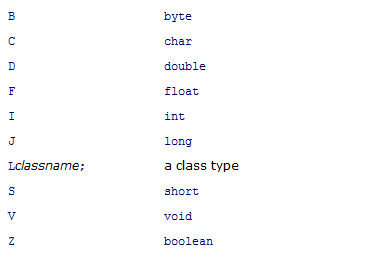 B byte
C char
D double
F float
I int
J long
Lclassname; a class type
S short
V void
Z boolean